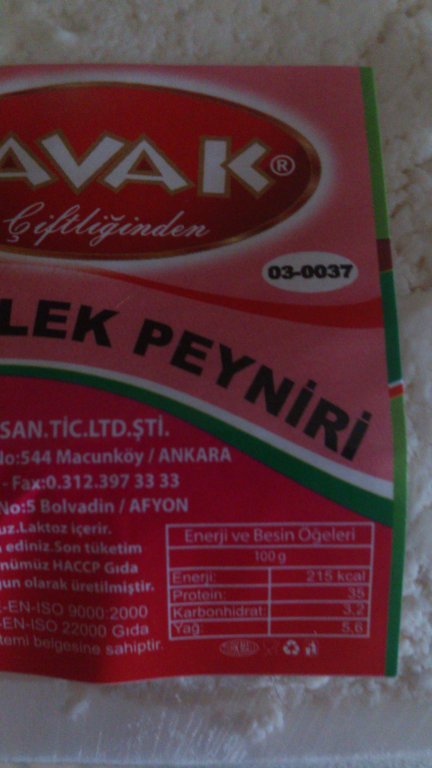 AVAK®
Çiftliğinden
03-0037
LEK PEYNİRİ
SAN.TİC.LTD.ŞTİ.
No:544 Macunköy / ANKARA
- Fax:0.312.397 33 33
No:5 Bolvadin / AFYON
uz.Laktoz içerir.
ediniz.Son tüketim
nümüz HACCP Gıda
gun olarak üretilmiştir.
-EN-ISO 9000:2000
-EN-ISO 22000 Gıda
temi belgesine sahiptir.
Enerji ve Besin Öğeleri
100 g
Enerji: 215 kcal
Protein: 35
Karbonhidrat: 3,2
Yağ: 5,6
TÜRK MALI